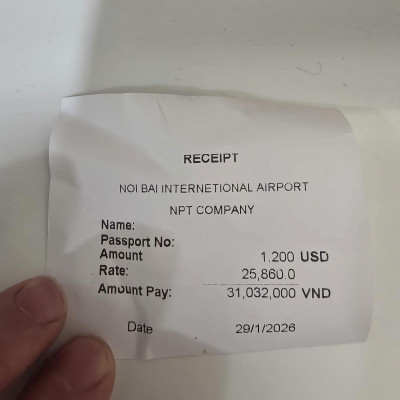 RECEIPT
NOI BAI INTERNETIONAL AIRPORT
NPT COMPANY
Name:
Passport No:
Amount 1.200 USD
Rate: 25,860.0
Amount Pay: 31,032,000 VND
Date 29/1/2026